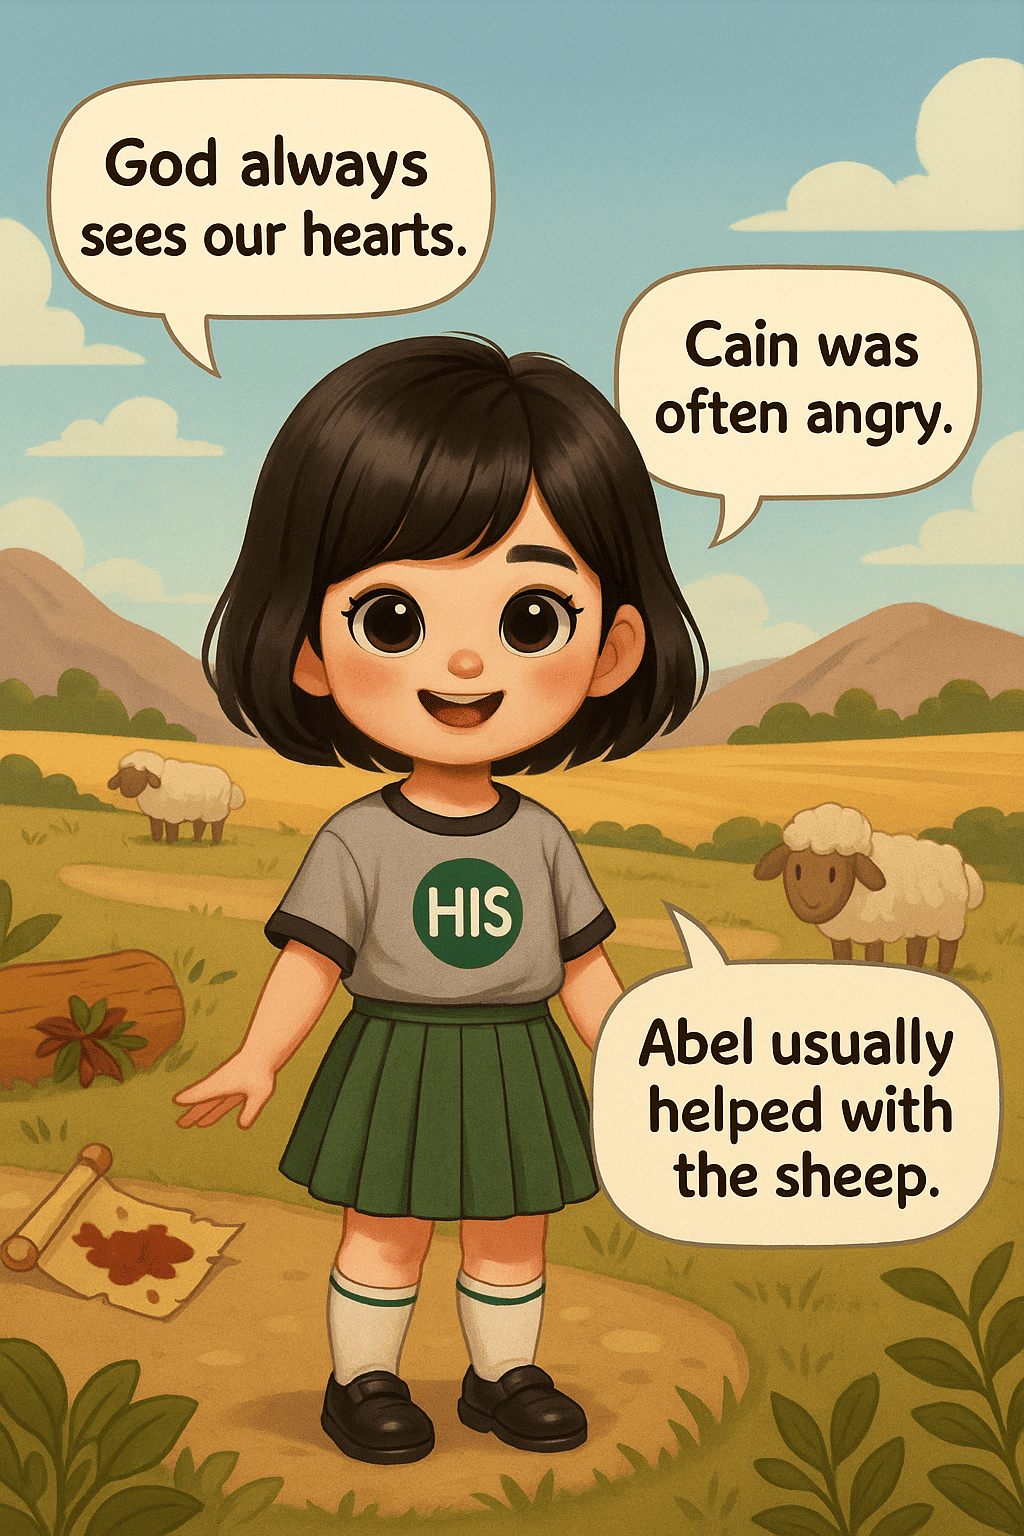 God always
sees our hearts.
Cain was
often angry.
HIS
Abel usually
helped with
the sheep.